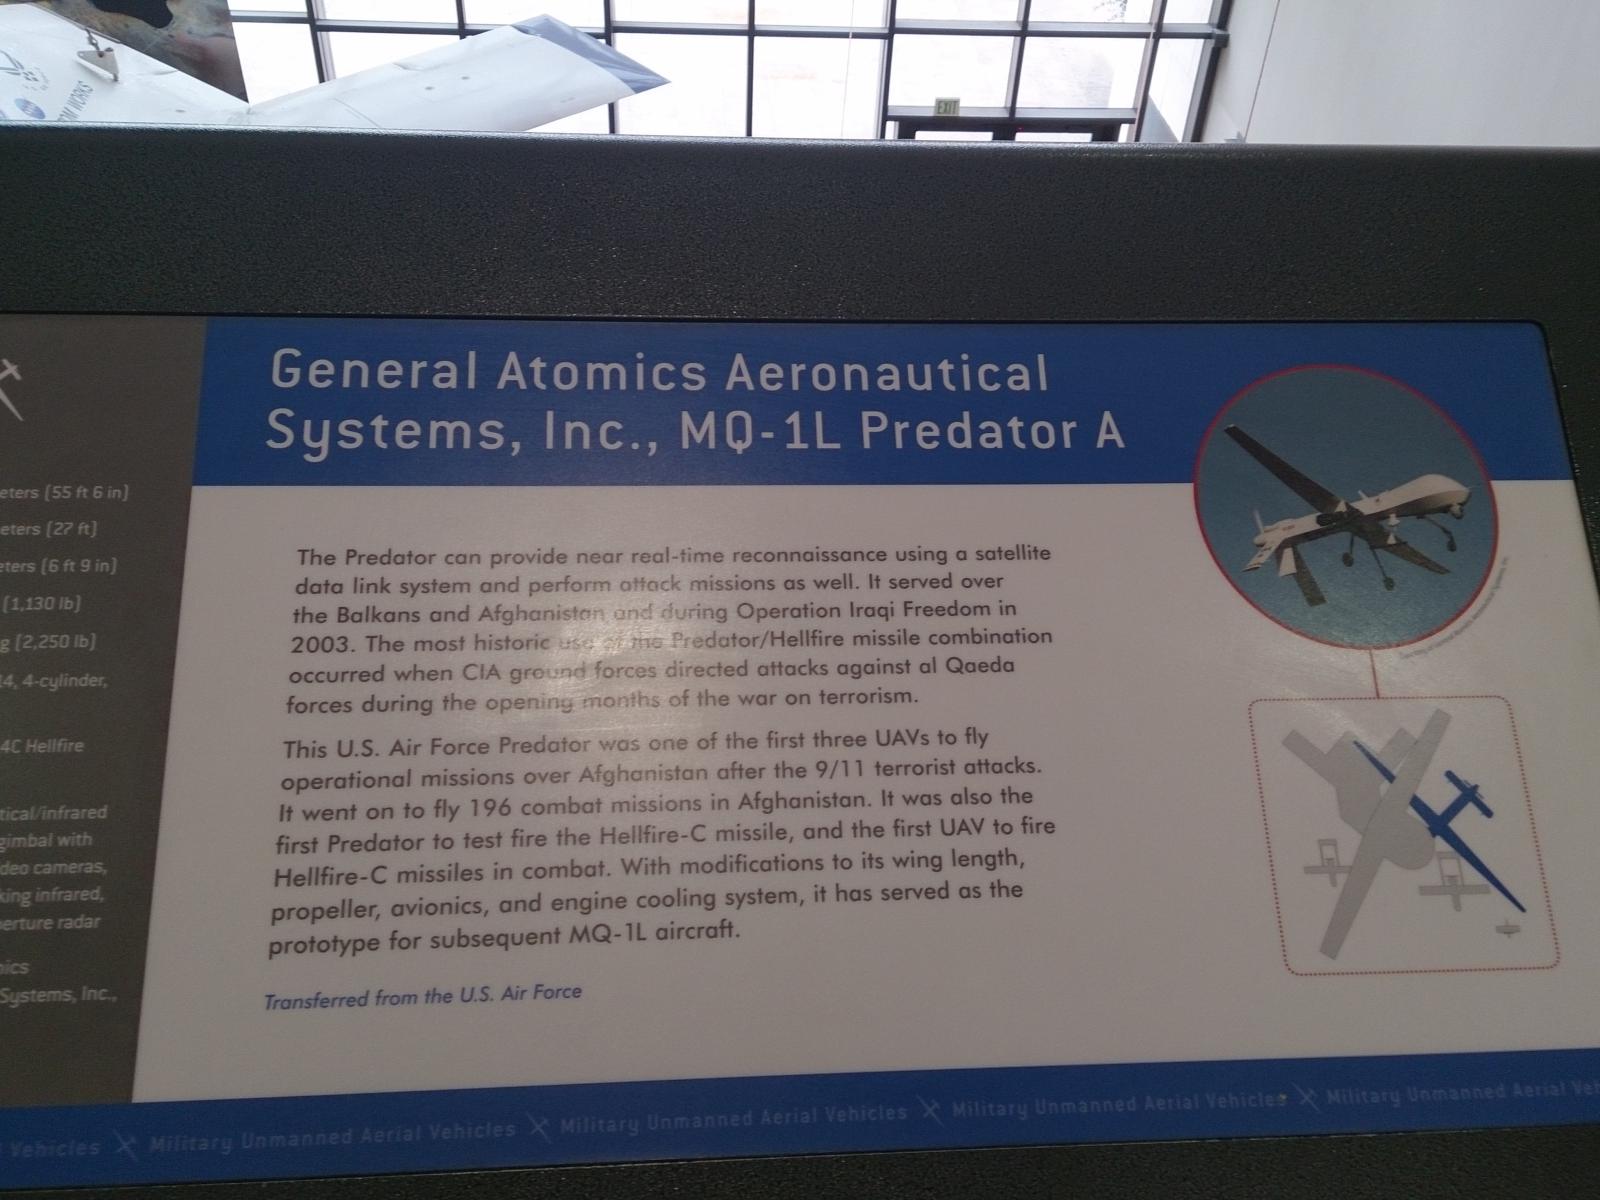 EXIT
General Atomics Aeronautical
Systems, Inc., MQ-1L Predator A
eters (55 ft 6 in)
eters (27 ft)
eters (6 ft 9 in)
(1,130 lb)
g (2,250 lb)
4, 4-cylinder,
4C Hellfire
tical/infrared
gimbal with
deo cameras,
king infrared,
erture radar
nics
Systems, Inc.,
The Predator can provide near real-time reconnaissance using a satellite
data link system and perform attack missions as well. It served over
the Balkans and Afghanistan and during Operation Iraqi Freedom in
2003. The most historic use of the Predator/Hellfire missile combination
occurred when CIA ground forces directed attacks against al Qaeda
forces during the opening months of the war on terrorism.
This U.S. Air Force Predator was one of the first three UAVs to fly
operational missions over Afghanistan after the 9/11 terrorist attacks.
It went on to fly 196 combat missions in Afghanistan. It was also the
first Predator to test fire the Hellfire-C missile, and the first UAV to fire
Hellfire-C missiles in combat. With modifications to its wing length,
propeller, avionics, and engine cooling system, it has served as the
prototype for subsequent MQ-1L aircraft.
Transferred from the U.S. Air Force
Vehicles Military Unmanned Aerial Vehicles Military Unmanned Aerial Vehicles Military Unmanned Aerial Vehicles Military Unmanned Aerial Veh